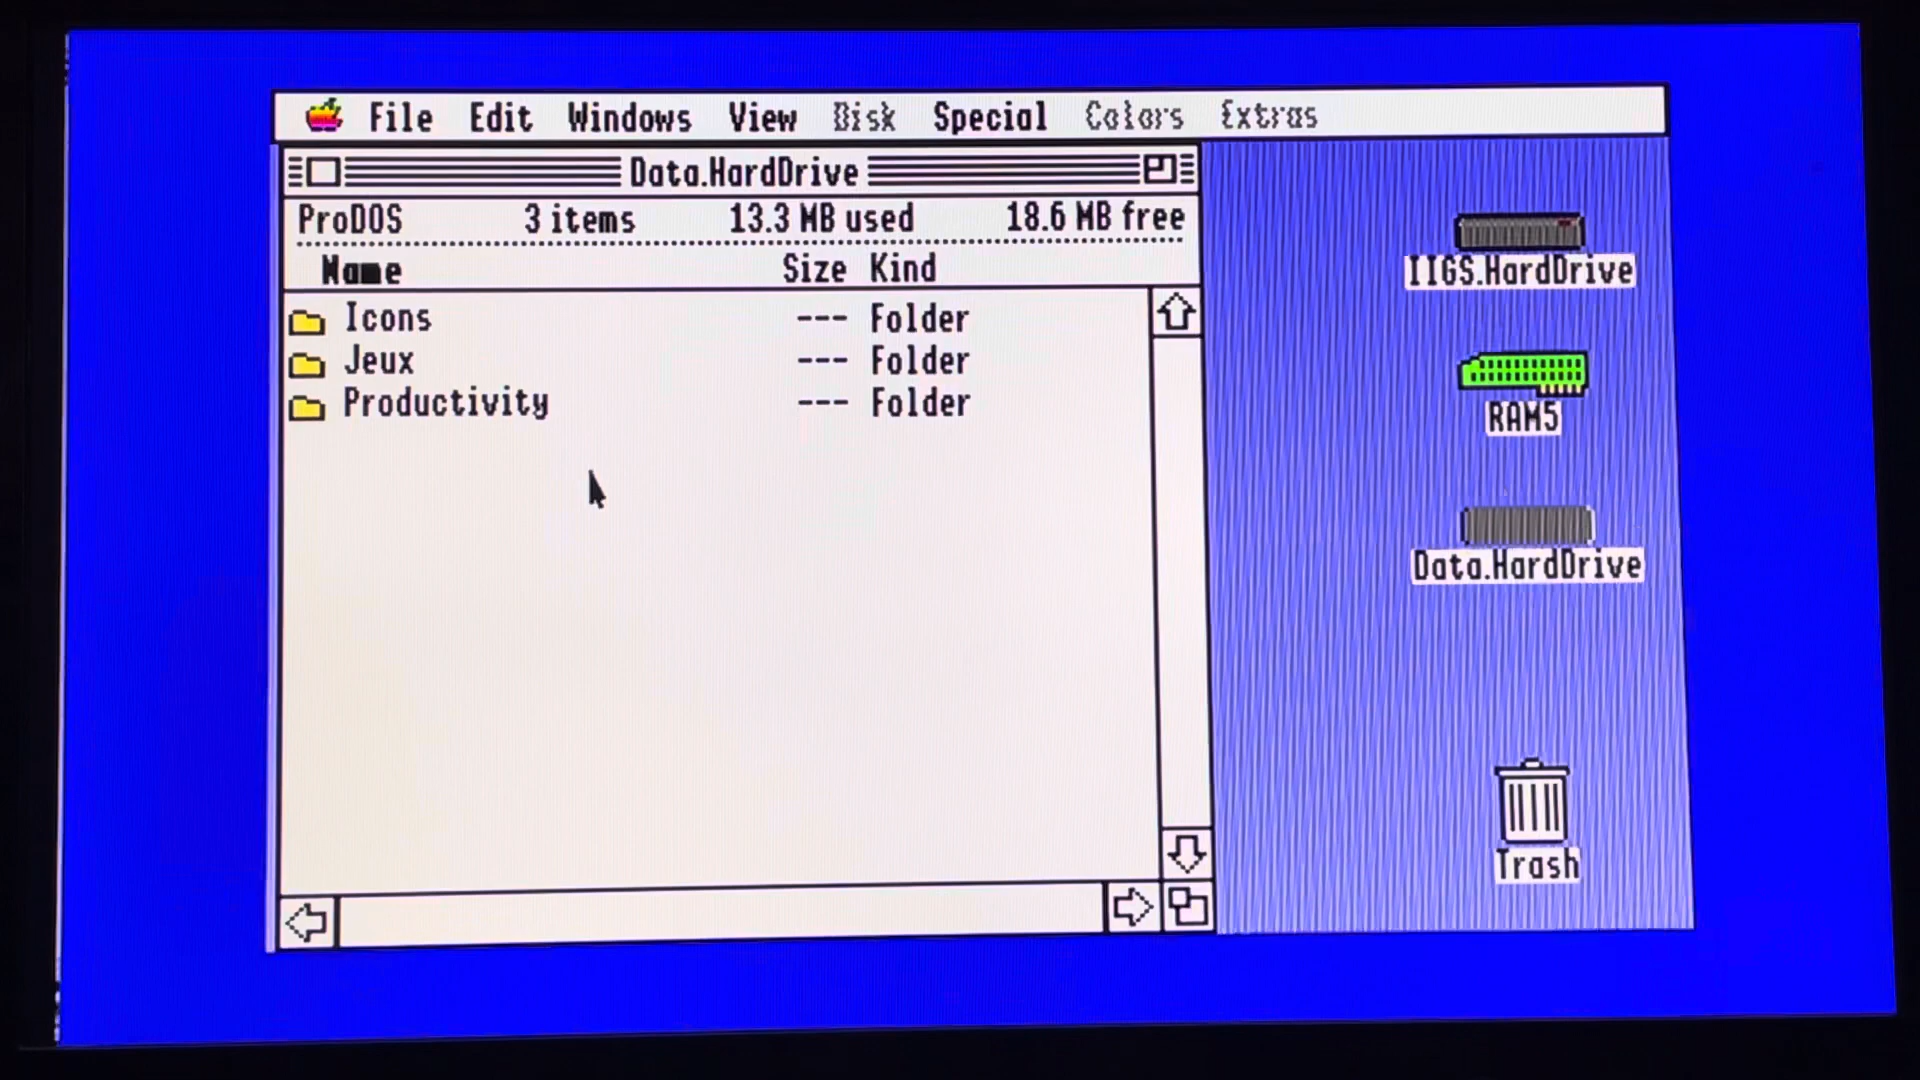 File Edit Windows View Disk Special Colors Extras
Data.HardDrive
ProDOS 3 items 13.3 MB used 18.6 MB free
Name Size Kind
Icons --- Folder
Jeux --- Folder
Productivity --- Folder
IIGS.HardDrive
RAM5
Data.HardDrive
Trash